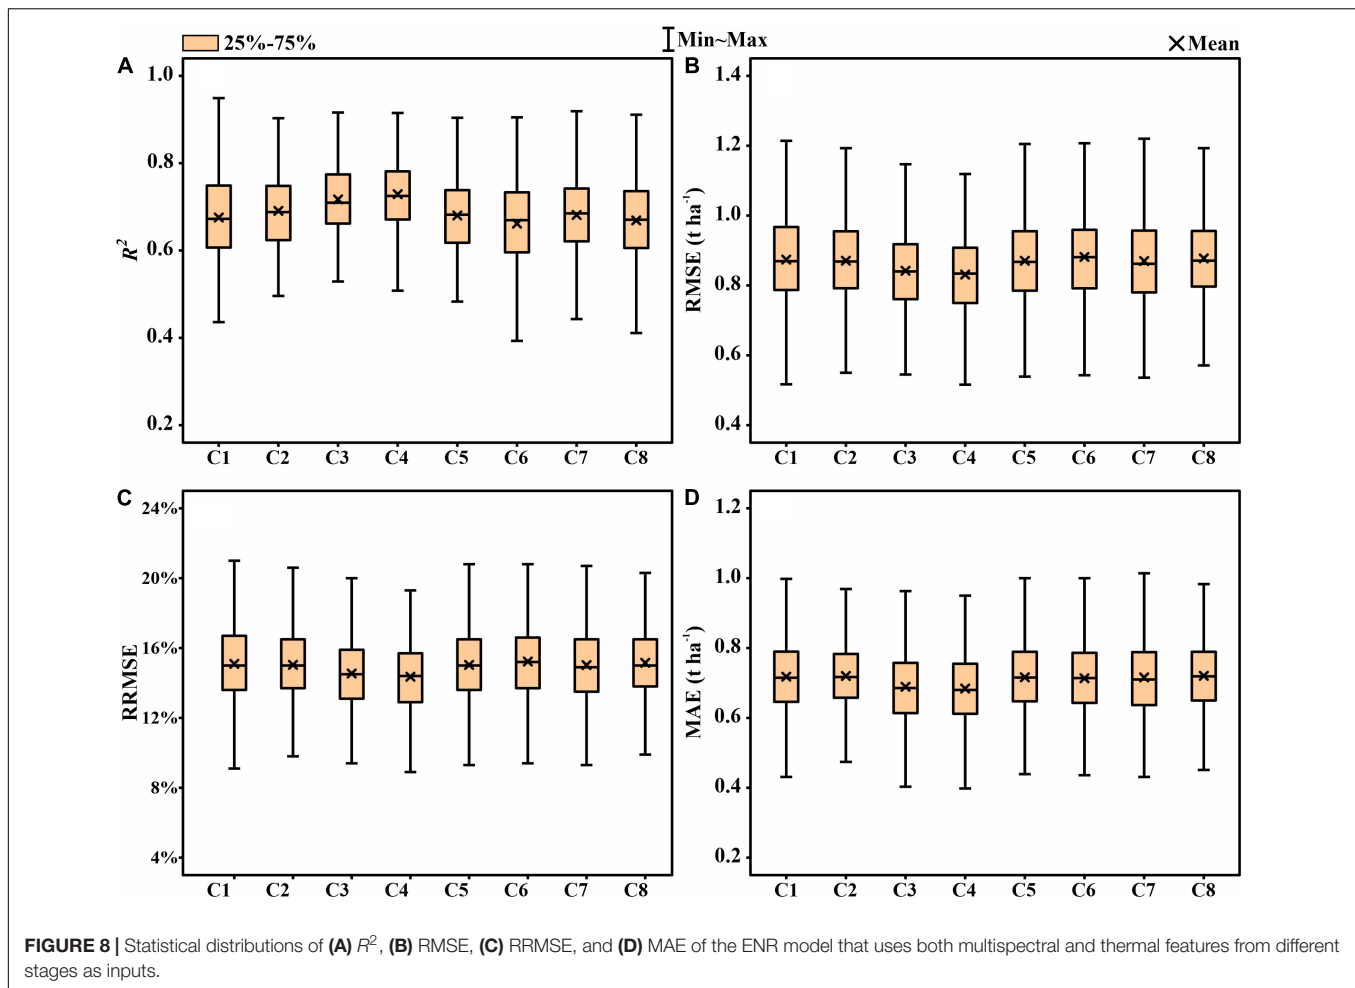 25%-75%
Min~Max
Mean
A
1.0
0.8
0.6
0.4
0.2
R²
C1 C2 C3 C4 C5 C6 C7 C8
B
1.4
1.2
1.0
0.8
0.6
0.4
RMSE (t ha⁻¹)
C1 C2 C3 C4 C5 C6 C7 C8
C
24%
20%
16%
12%
8%
4%
RRMSE
C1 C2 C3 C4 C5 C6 C7 C8
D
1.2
1.0
0.8
0.6
0.4
0.2
MAE (t ha⁻¹)
C1 C2 C3 C4 C5 C6 C7 C8
FIGURE 8 | Statistical distributions of (A) R², (B) RMSE, (C) RRMSE, and (D) MAE of the ENR model that uses both multispectral and thermal features from different
stages as inputs.